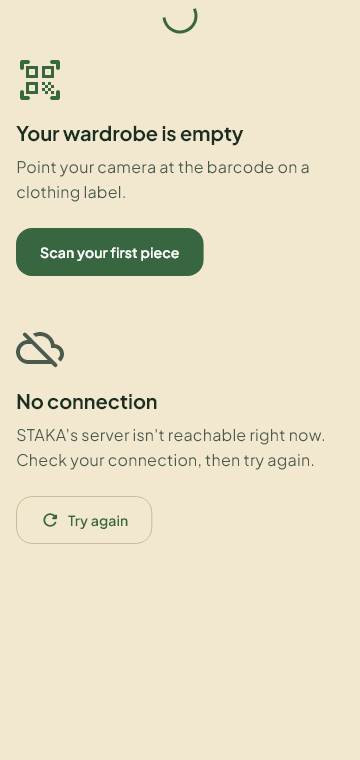 Your wardrobe is empty
Point your camera at the barcode on a
clothing label.
Scan your first piece
No connection
STAKA's server isn't reachable right now.
Check your connection, then try again.
Try again